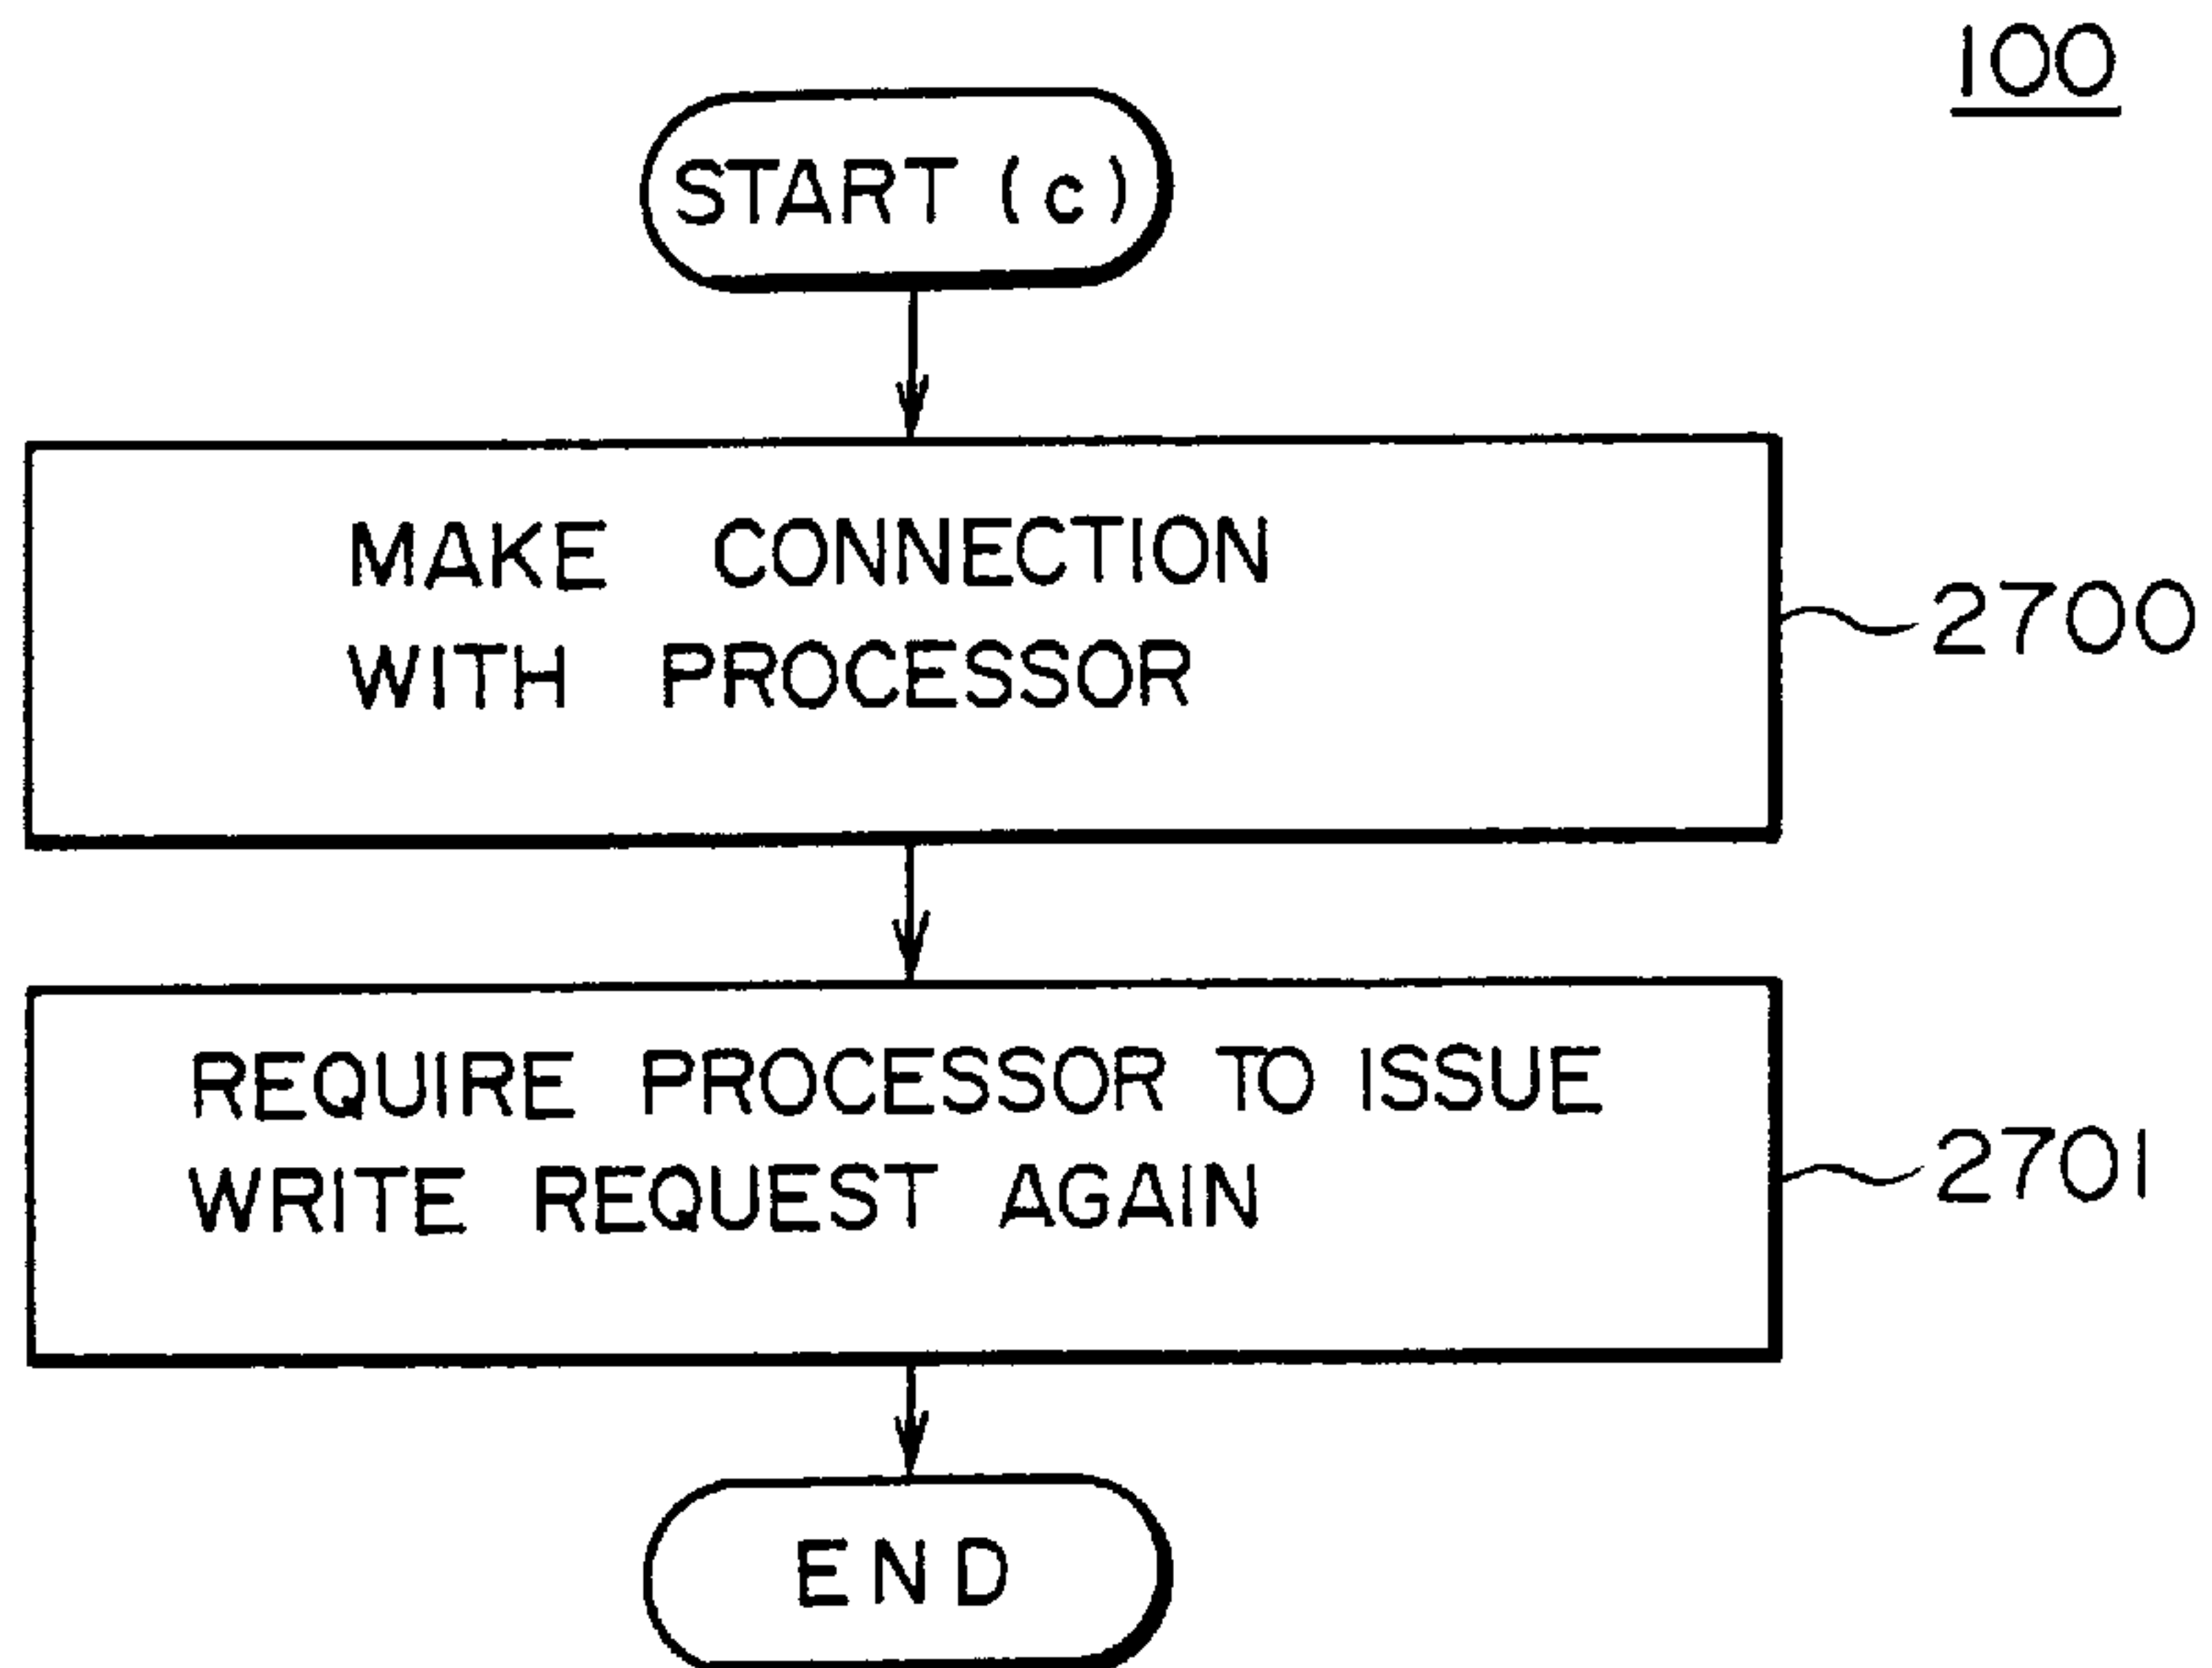 100
START (c)
MAKE CONNECTION
WITH PROCESSOR
2700
REQUIRE PROCESSOR TO ISSUE
WRITE REQUEST AGAIN
2701
END